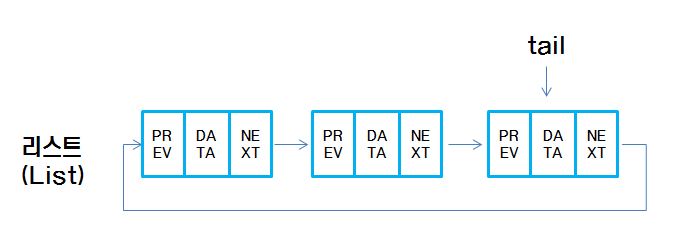 tail
리스트
(List)
PR DA NE
EV TA XT
PR DA NE
EV TA XT
PR DA NE
EV TA XT